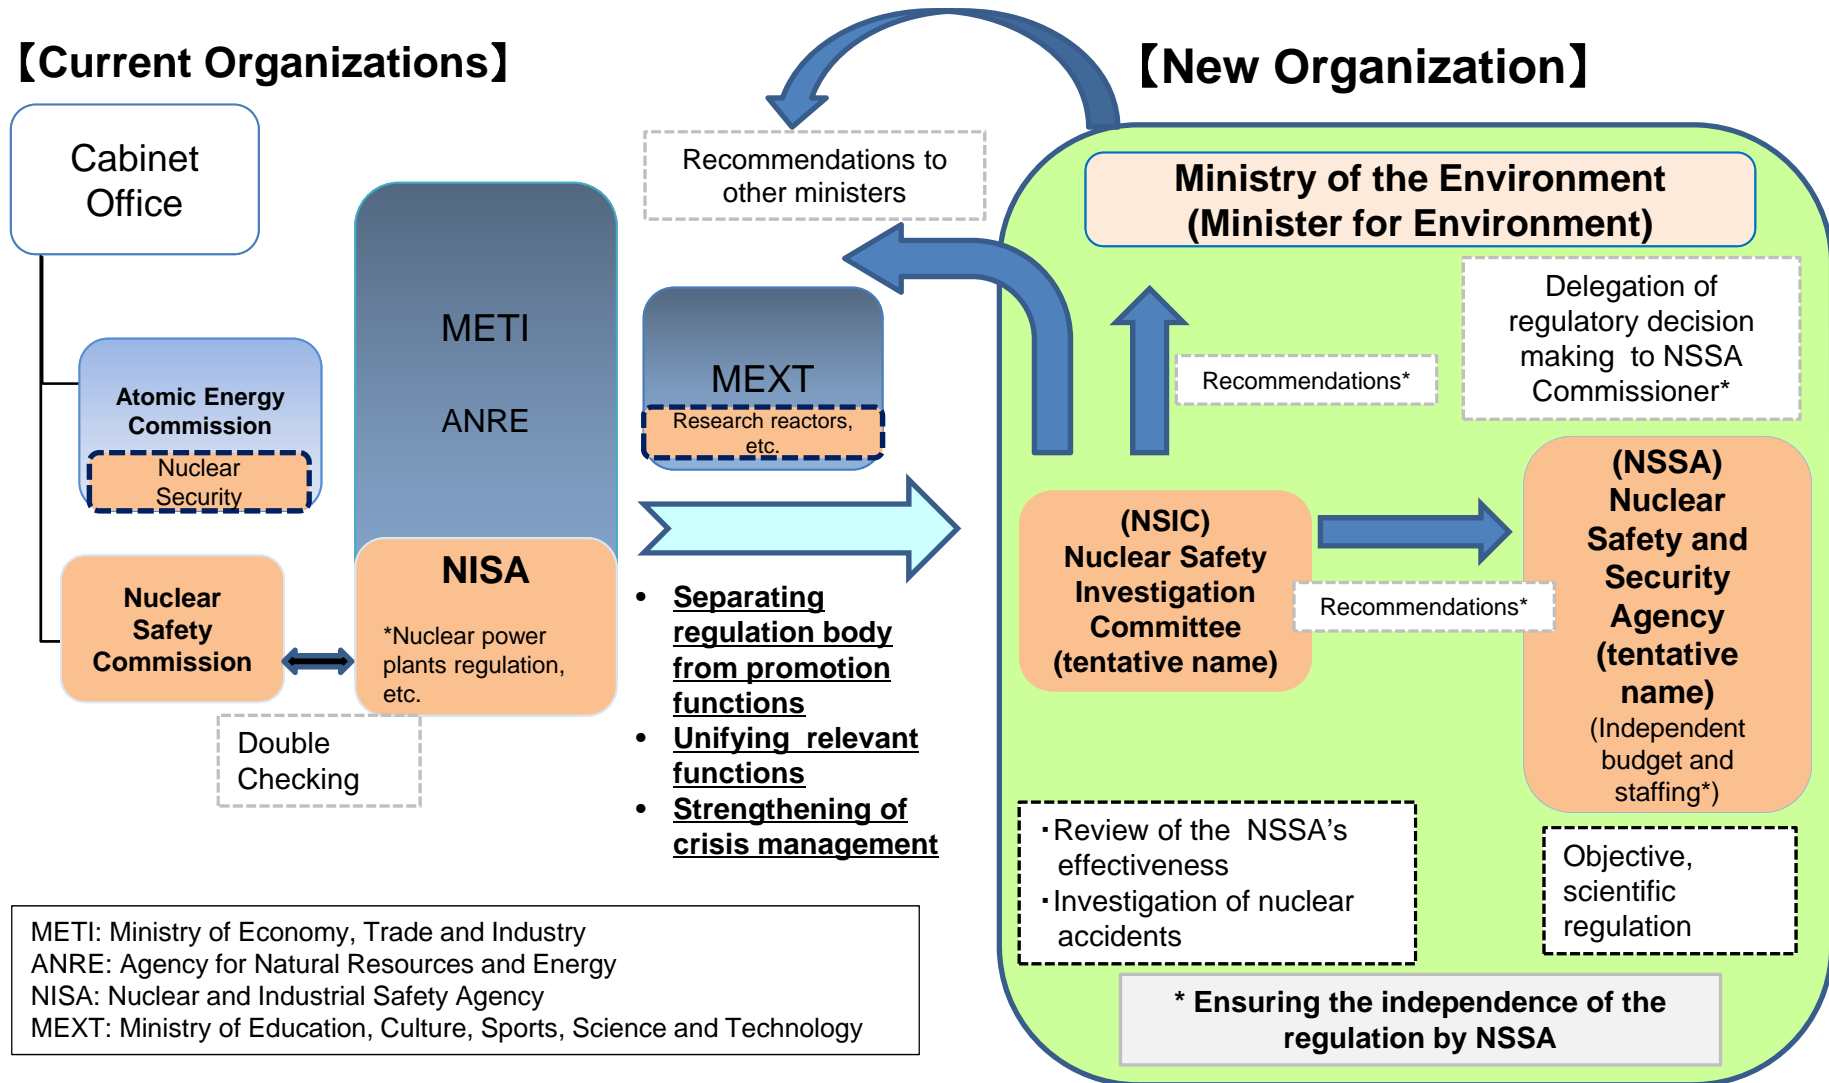 【Current Organizations】
Cabinet
Office
Atomic Energy
Commission
Nuclear
Security
Nuclear
Safety
Commission
METI
ANRE
NISA
*Nuclear power
plants regulation,
etc.
Double
Checking
MEXT
Research reactors,
etc.
Recommendations to
other ministers
• Separating
regulation body
from promotion
functions
• Unifying relevant
functions
• Strengthening of
crisis management
METI: Ministry of Economy, Trade and Industry
ANRE: Agency for Natural Resources and Energy
NISA: Nuclear and Industrial Safety Agency
MEXT: Ministry of Education, Culture, Sports, Science and Technology
【New Organization】
Ministry of the Environment
(Minister for Environment)
Delegation of
regulatory decision
making to NSSA
Commissioner*
Recommendations*
(NSIC)
Nuclear Safety
Investigation
Committee
(tentative name)
Recommendations*
(NSSA)
Nuclear
Safety and
Security
Agency
(tentative
name)
(Independent
budget and
staffing*)
・Review of the NSSA's
effectiveness
・Investigation of nuclear
accidents
Objective,
scientific
regulation
* Ensuring the independence of the
regulation by NSSA